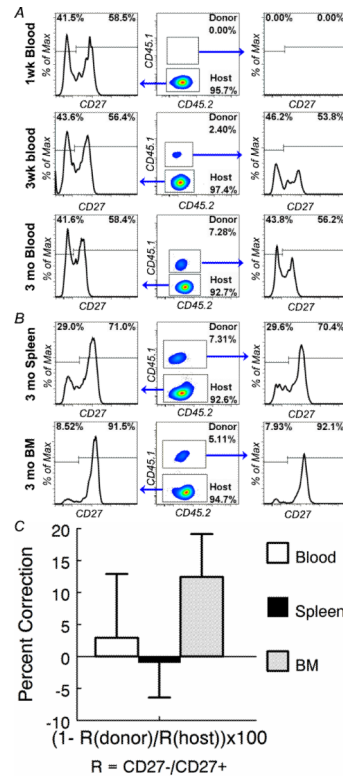 A
1wk Blood
% of Max
41.5% 58.5%
CD27
CD45.1
Donor
0.00%
Host
95.7%
CD45.2
% of Max
0.00% 0.00%
CD27
3wk blood
% of Max
43.6% 56.4%
CD27
CD45.1
Donor
2.40%
Host
97.4%
CD45.2
% of Max
46.2% 53.8%
CD27
3 mo Blood
% of Max
41.6% 58.4%
CD27
CD45.1
Donor
7.28%
Host
92.7%
CD45.2
% of Max
43.8% 56.2%
CD27
B
3 mo Spleen
% of Max
29.0% 71.0%
CD27
CD45.1
Donor
7.31%
Host
92.6%
CD45.2
% of Max
29.6% 70.4%
CD27
3 mo BM
% of Max
8.52% 91.5%
CD27
CD45.1
Donor
5.11%
Host
94.7%
CD45.2
% of Max
7.93% 92.1%
CD27
C
Percent Correction
20
15
10
5
0
-5
-10
Blood
Spleen
BM
(1- R(donor)/R(host))x100
R = CD27-/CD27+